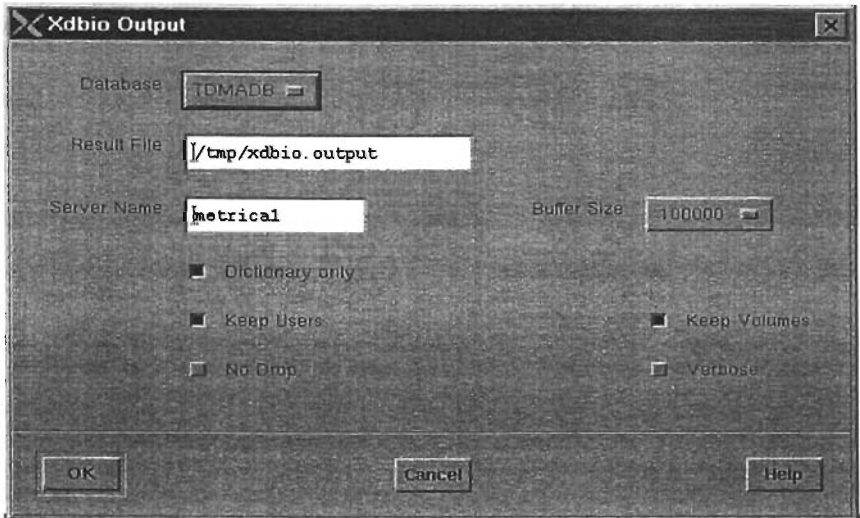 Xdbio Output
Database TDMADB
Result File /tmp/xdbio.output
Server Name metrical Buffer Size 100000
Dictionary only
Keep Users Keep Volumes
No Drop Verbose
OK Cancel Help